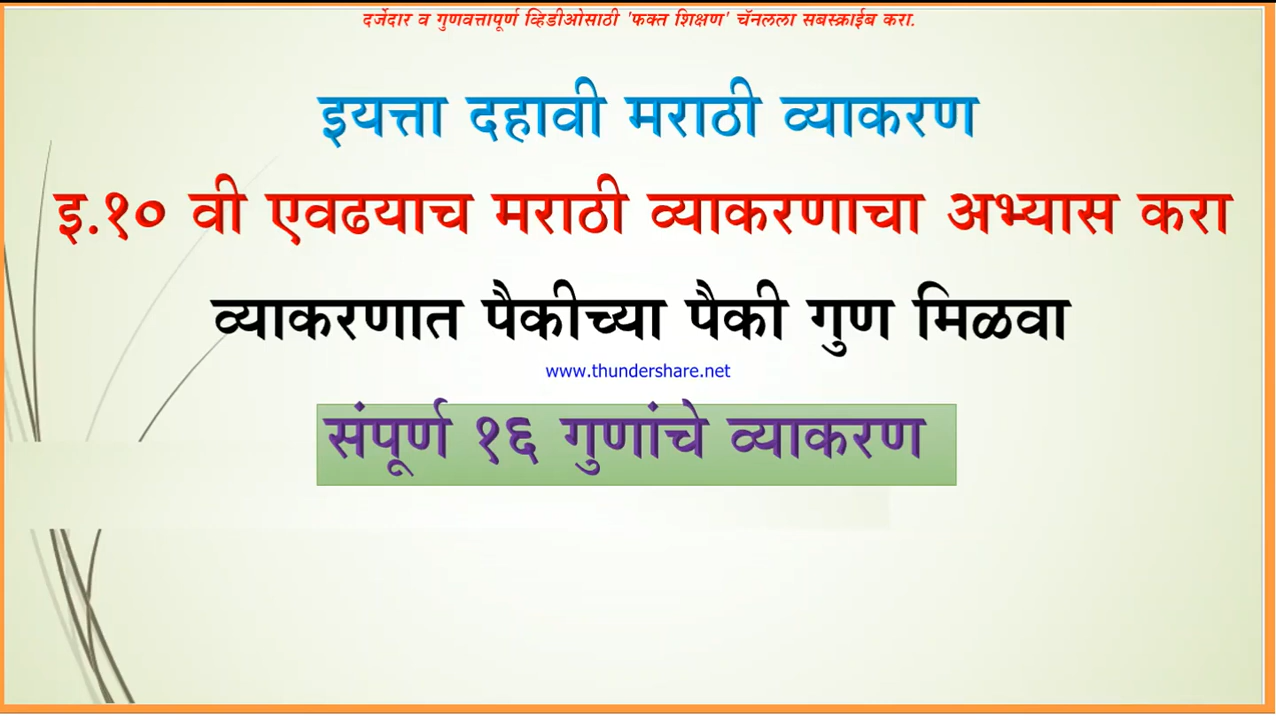 दर्जेदार व गुणवत्तापूर्ण व्हिडीओसाठी 'फक्त शिक्षण' चॅनलला सबस्क्राईब करा.
इयत्ता दहावी मराठी व्याकरण
इ.१० वी एवढयाच मराठी व्याकरणाचा अभ्यास करा
व्याकरणात पैकीच्या पैकी गुण मिळवा
www.thundershare.net
संपूर्ण १६ गुणांचे व्याकरण